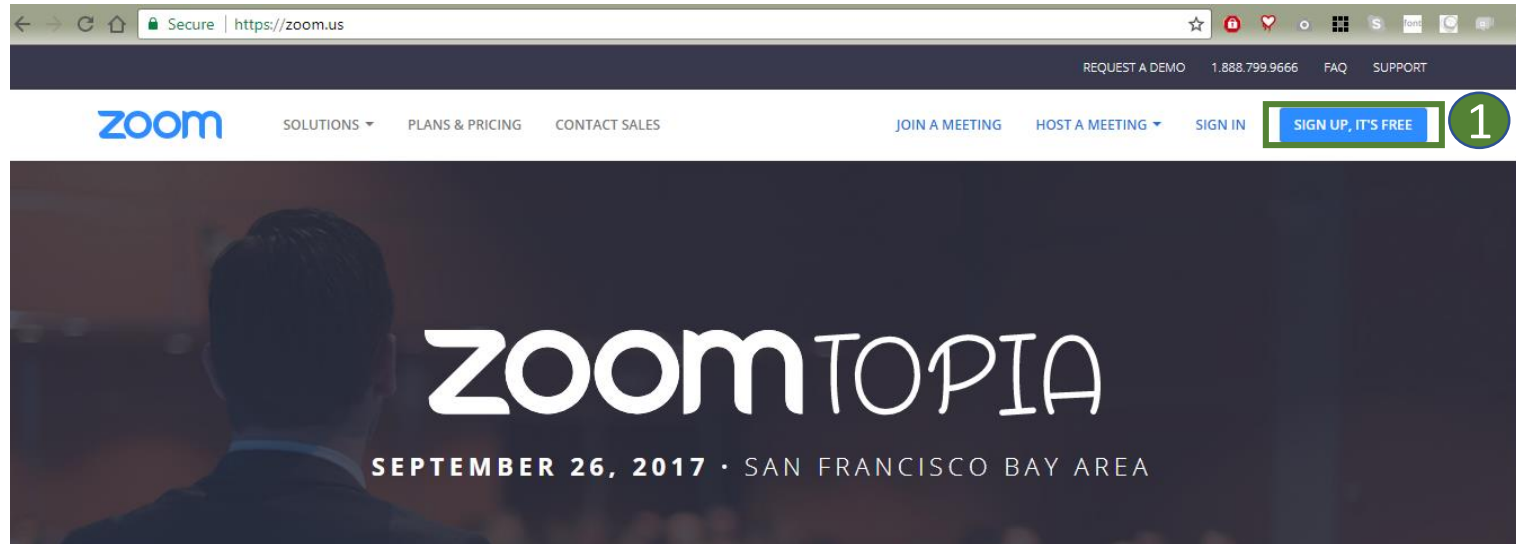 Secure | https://zoom.us
REQUEST A DEMO 1.888.799.9666 FAQ SUPPORT
zoom SOLUTIONS PLANS & PRICING CONTACT SALES JOIN A MEETING HOST A MEETING SIGN IN SIGN UP, IT'S FREE 1
zoomTOPIA
SEPTEMBER 26, 2017 · SAN FRANCISCO BAY AREA